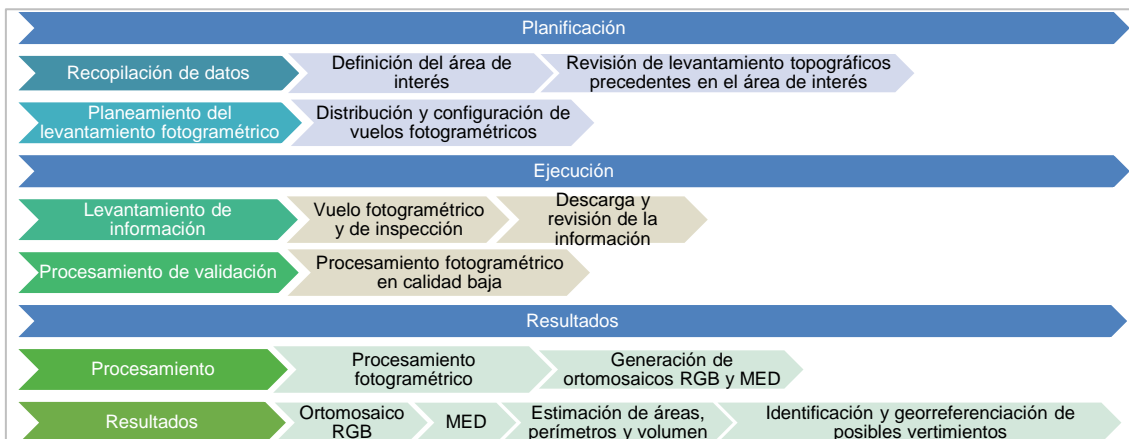 Planificación
Recopilación de datos
Definición del área de
interés
Revisión de levantamiento topográficos
precedentes en el área de interés
Planeamiento del
levantamiento fotogramétrico
Distribución y configuración de
vuelos fotogramétricos
Ejecución
Levantamiento de
información
Vuelo fotogramétrico
y de inspección
Descarga y
revisión de la
información
Procesamiento de validación
Procesamiento fotogramétrico
en calidad baja
Resultados
Procesamiento
Procesamiento
fotogramétrico
Generación de
ortomosaicos RGB y MED
Resultados
Ortomosaico
RGB
MED
Estimación de áreas,
perímetros y volumen
Identificación y georreferenciación de
posibles vertimientos